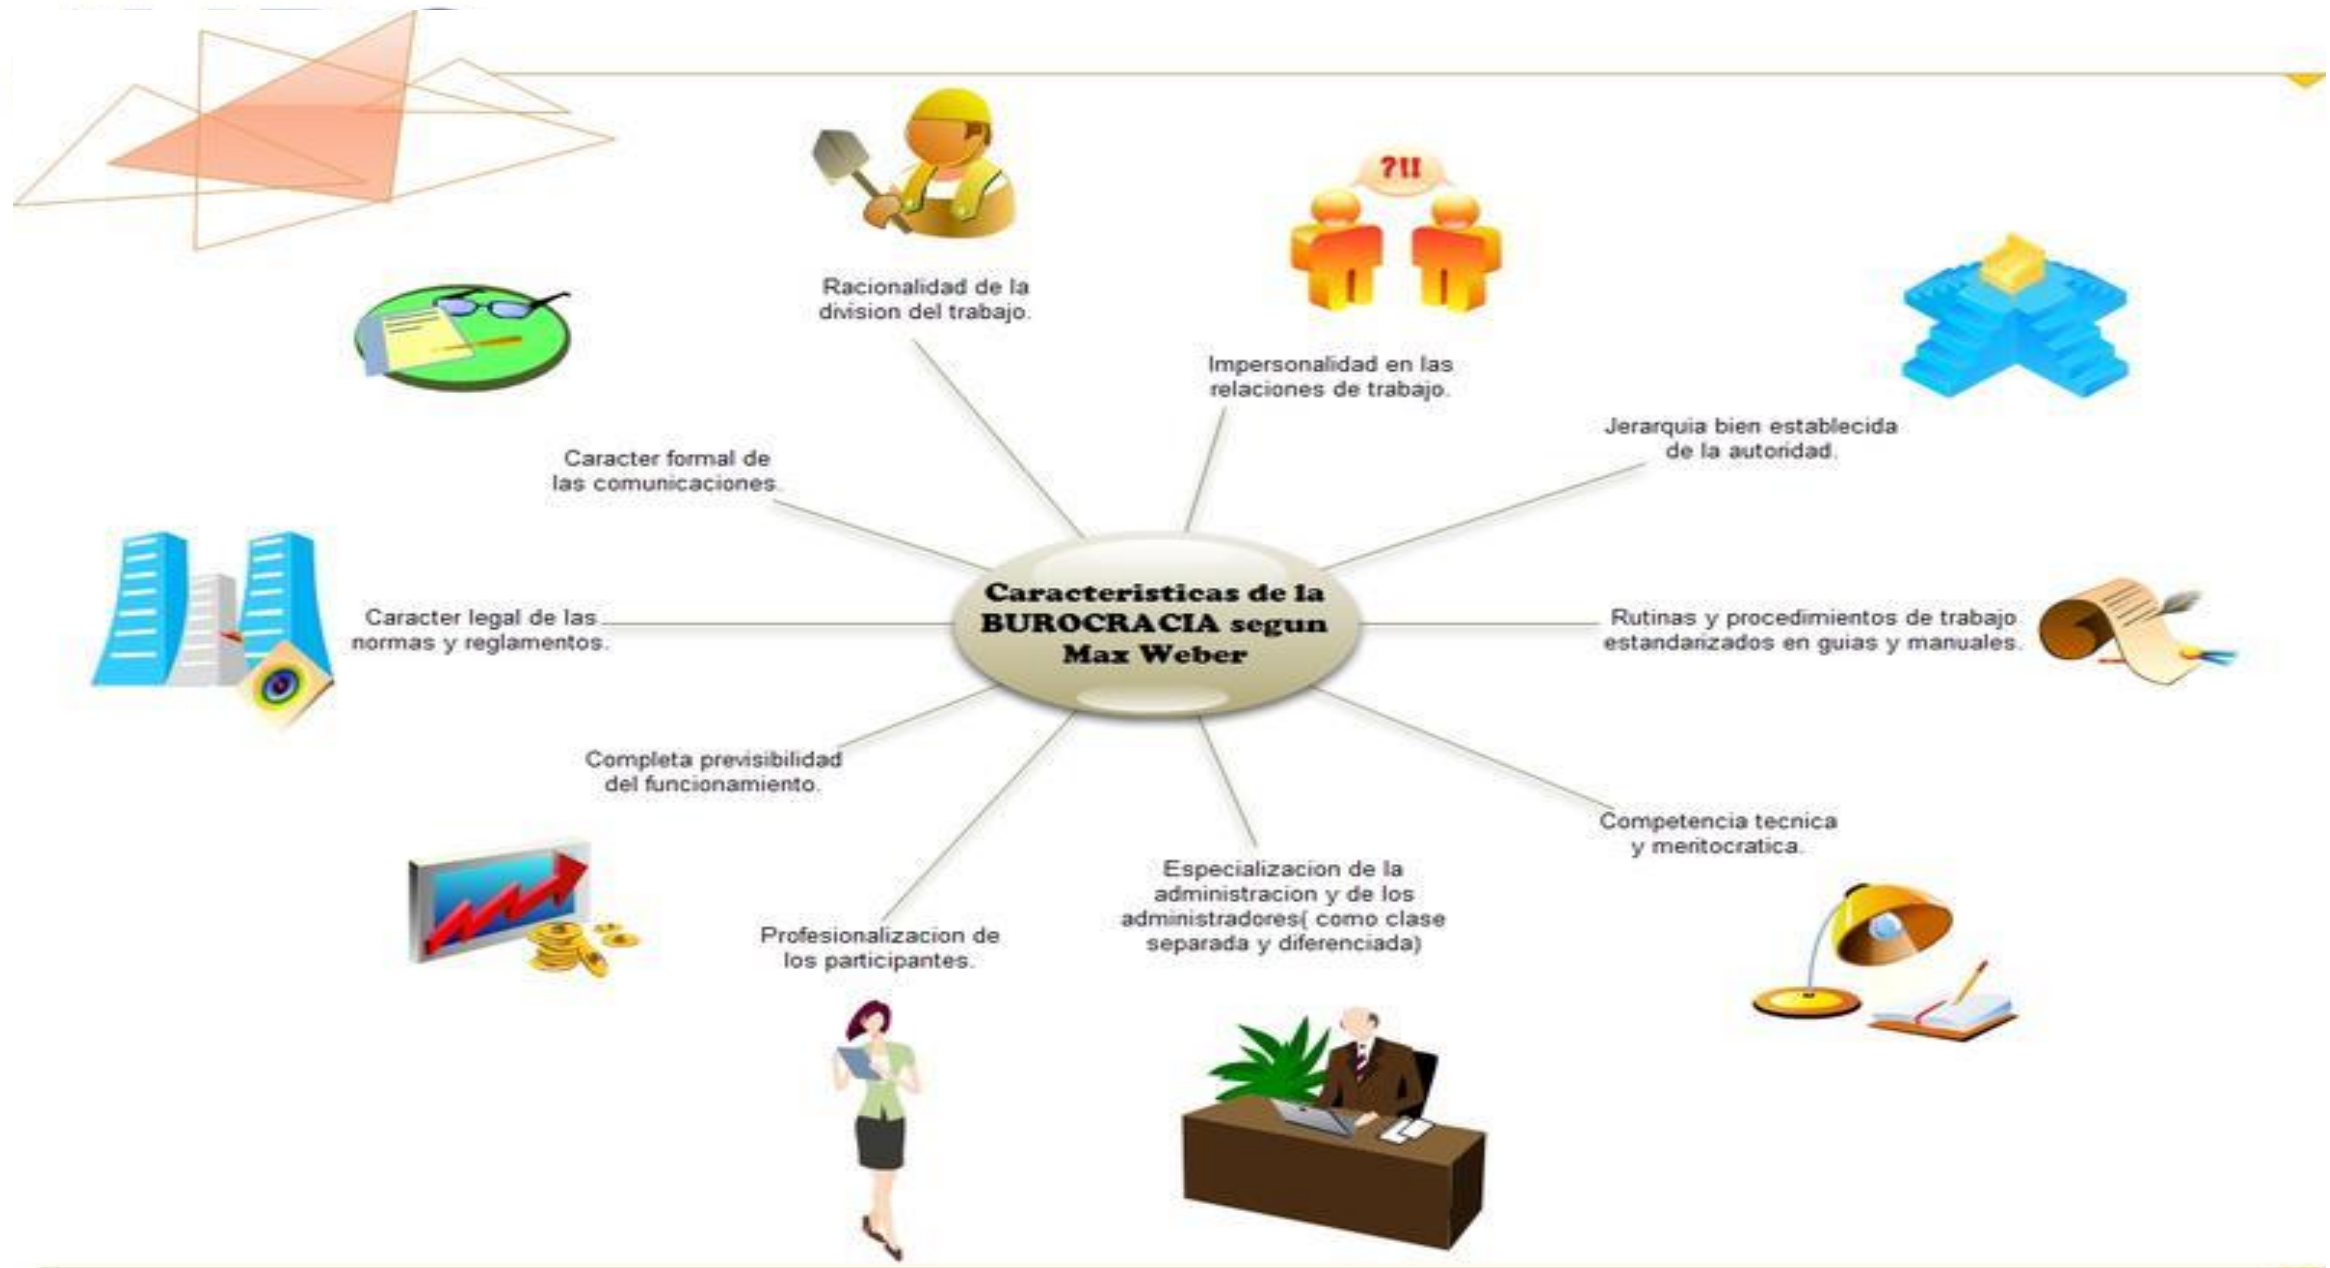 ?!!
Racionalidad de la
division del trabajo.
Impersonalidad en las
relaciones de trabajo.
Jerarquia bien establecida
de la autoridad.
Caracter formal de
las comunicaciones.
Caracteristicas de la
BUROCRACIA segun
Max Weber
Caracter legal de las
normas y reglamentos.
Rutinas y procedimientos de trabajo
estandarizados en guias y manuales.
Completa previsibilidad
del funcionamiento.
Competencia tecnica
y meritocratica.
Especializacion de la
administracion y de los
administradores( como clase
separada y diferenciada)
Profesionalizacion de
los participantes.